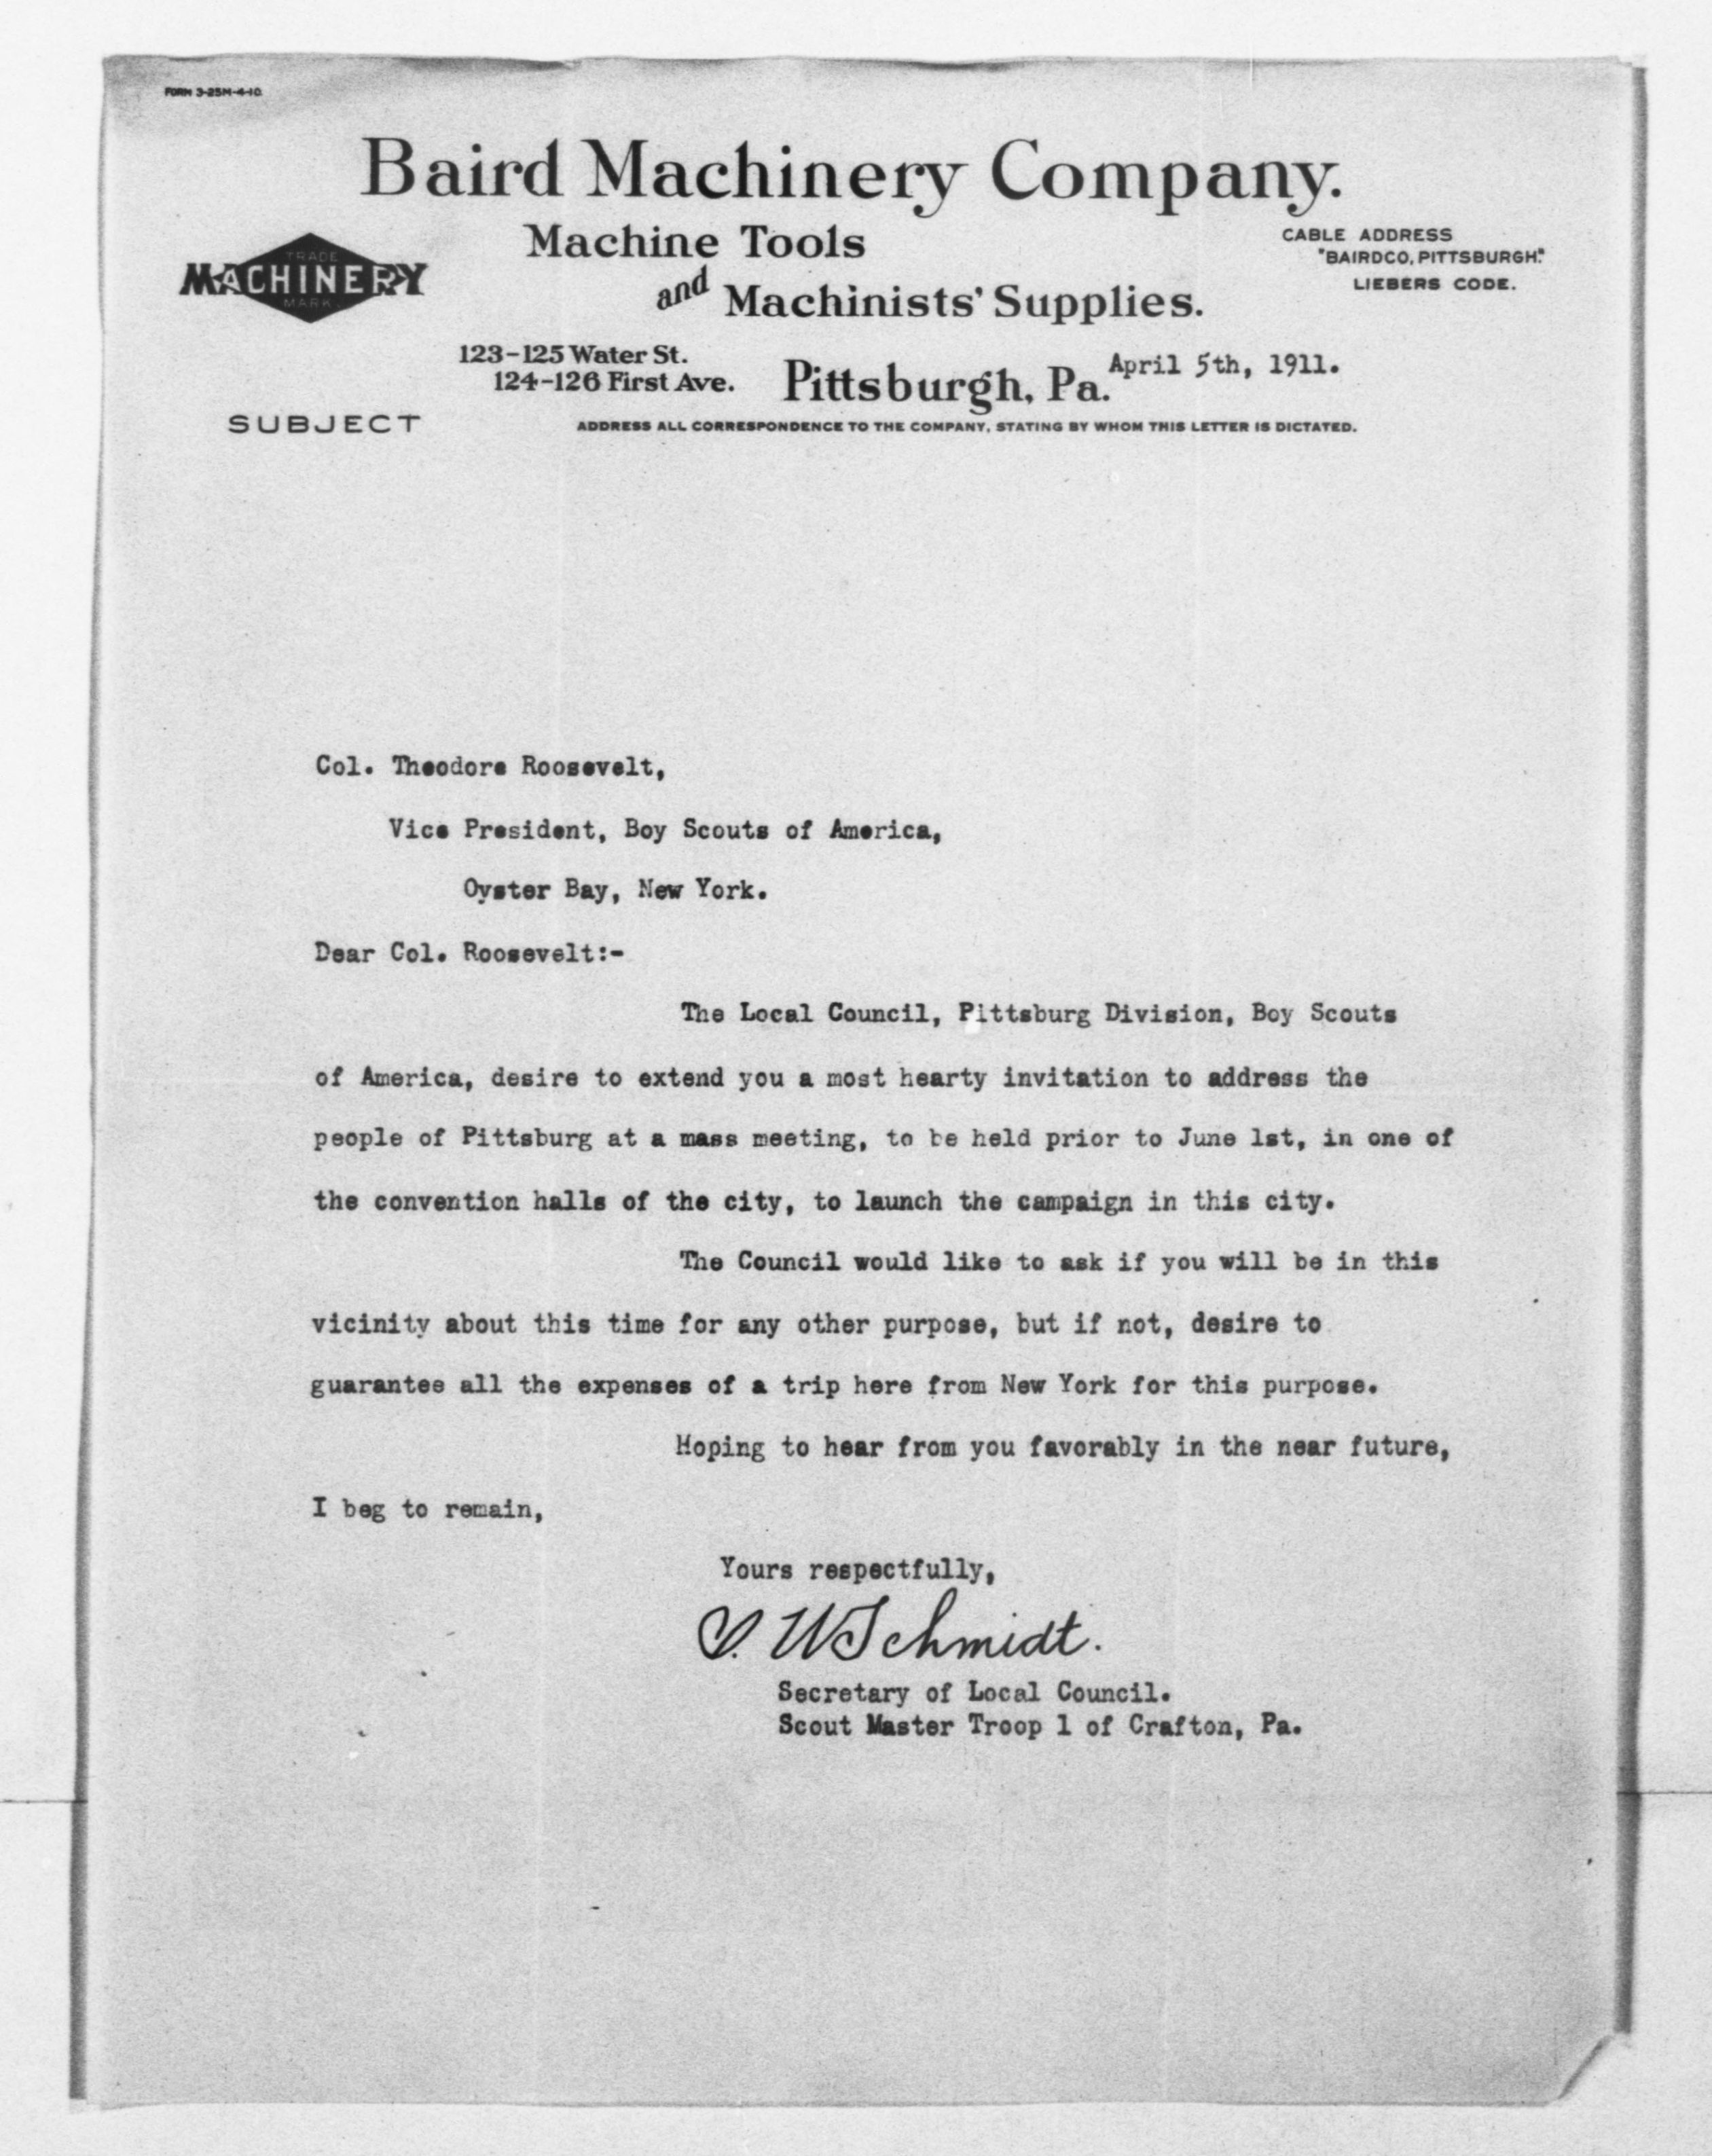 FORM 3-25M-4-10
Baird Machinery Company.
Machine Tools
and Machinists' Supplies.
TRADE
MACHINERY
MARK
CABLE ADDRESS
"BAIRDCO, PITTSBURGH."
LIEBERS CODE.
123-125 Water St.
124-126 First Ave.
Pittsburgh, Pa. April 5th, 1911.
SUBJECT
ADDRESS ALL CORRESPONDENCE TO THE COMPANY, STATING BY WHOM THIS LETTER IS DICTATED.
Col. Theodore Roosevelt,
Vice President, Boy Scouts of America,
Oyster Bay, New York.
Dear Col. Roosevelt:-
The Local Council, Pittsburg Division, Boy Scouts
of America, desire to extend you a most hearty invitation to address the
people of Pittsburg at a mass meeting, to be held prior to June 1st, in one of
the convention halls of the city, to launch the campaign in this city.
The Council would like to ask if you will be in this
vicinity about this time for any other purpose, but if not, desire to
guarantee all the expenses of a trip here from New York for this purpose.
Hoping to hear from you favorably in the near future,
I beg to remain,
Yours respectfully,
W Schmidt.
Secretary of Local Council.
Scout Master Troop 1 of Crafton, Pa.